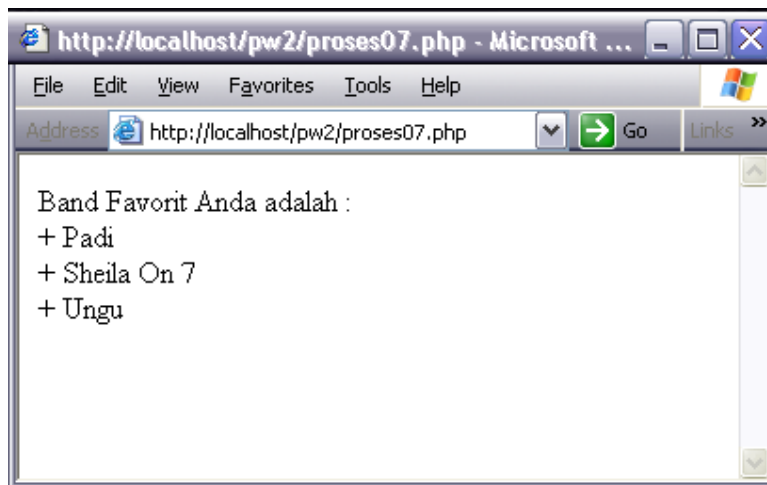 http://localhost/pw2/proses07.php - Microsoft ...
File Edit View Favorites Tools Help
Address http://localhost/pw2/proses07.php Go Links »
Band Favorit Anda adalah :
+ Padi
+ Sheila On 7
+ Ungu